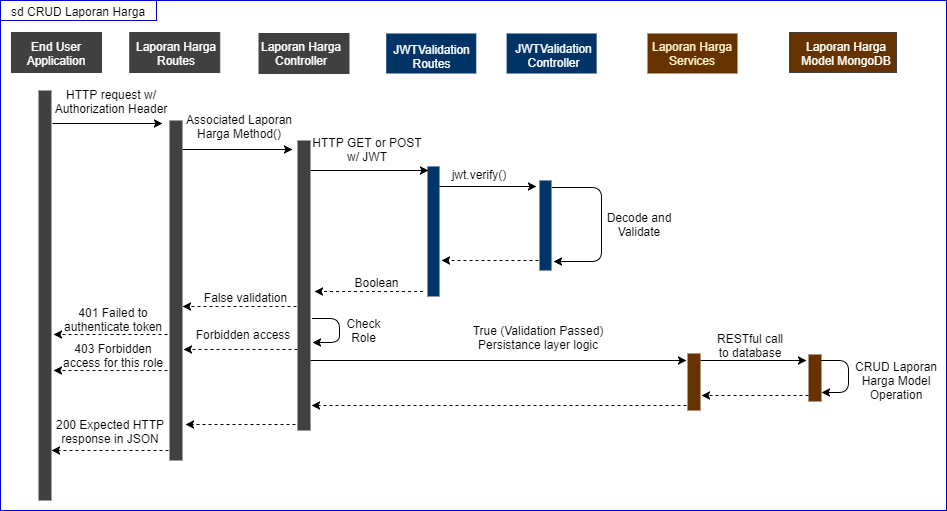 sd CRUD Laporan Harga
End User
Application
Laporan Harga
Routes
Laporan Harga
Controller
JWTValidation
Routes
JWTValidation
Controller
Laporan Harga
Services
Laporan Harga
Model MongoDB
HTTP request w/
Authorization Header
Associated Laporan
Harga Method()
HTTP GET or POST
w/ JWT
jwt.verify()
Decode and
Validate
Boolean
False validation
401 Failed to
authenticate token
Check
Role
Forbidden access
403 Forbidden
access for this role
True (Validation Passed)
Persistance layer logic
RESTful call
to database
CRUD Laporan
Harga Model
Operation
200 Expected HTTP
response in JSON